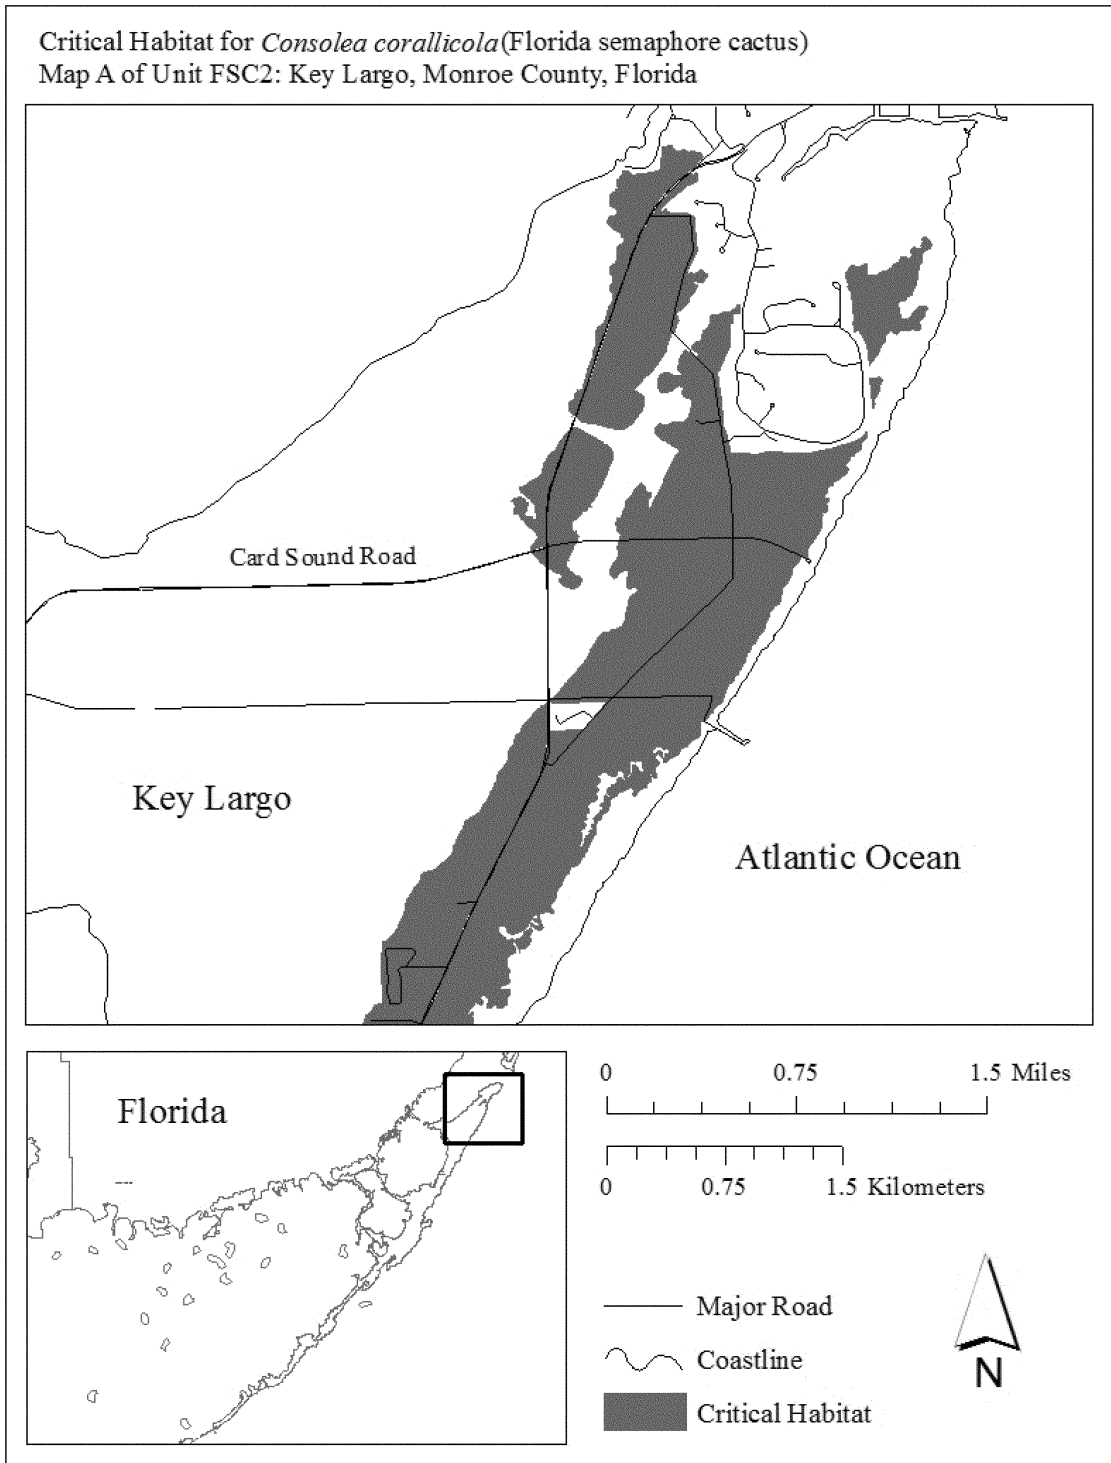 Critical Habitat for Consolea corallicola(Florida semaphore cactus)
Map A of Unit FSC2: Key Largo, Monroe County, Florida
Card Sound Road
Key Largo
Atlantic Ocean
Florida
0 0.75 1.5 Miles
0 0.75 1.5 Kilometers
Major Road
Coastline
Critical Habitat
N